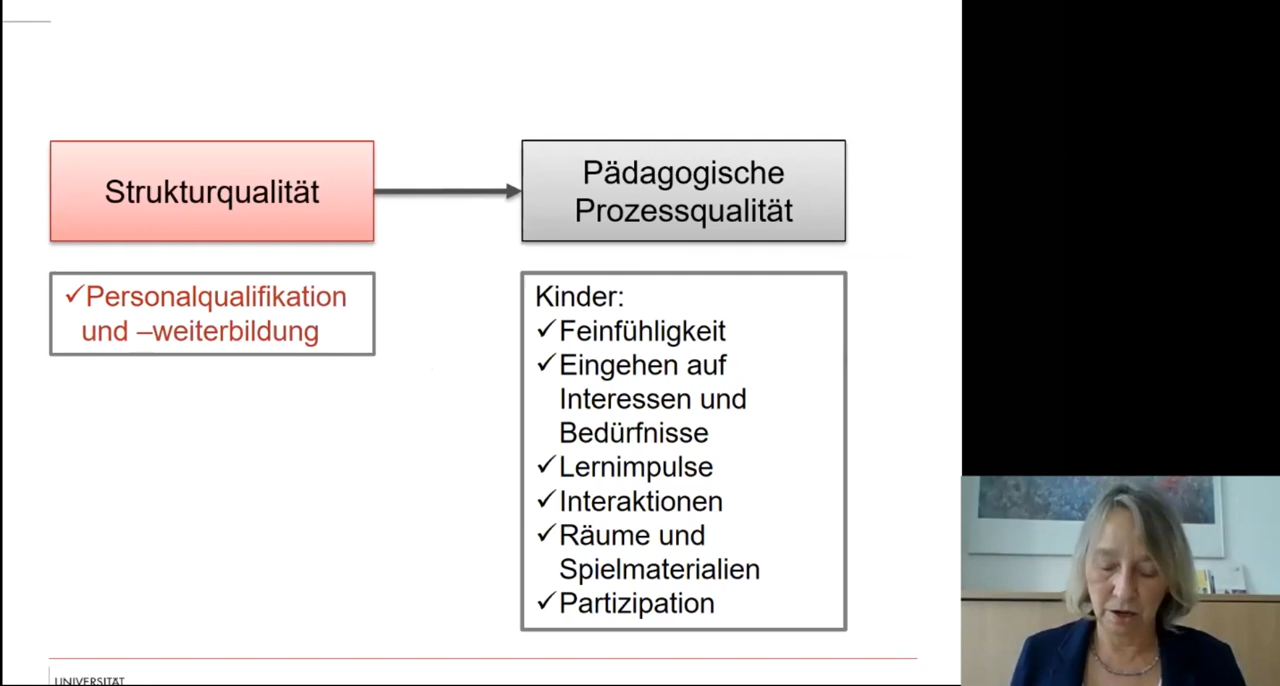 Strukturqualität
Pädagogische
Prozessqualität
✓Personalqualifikation
und –weiterbildung
Kinder:
✓Feinfühligkeit
✓Eingehen auf
Interessen und
Bedürfnisse
✓Lernimpulse
✓Interaktionen
✓Räume und
Spielmaterialien
✓Partizipation
UNIVERSITÄT